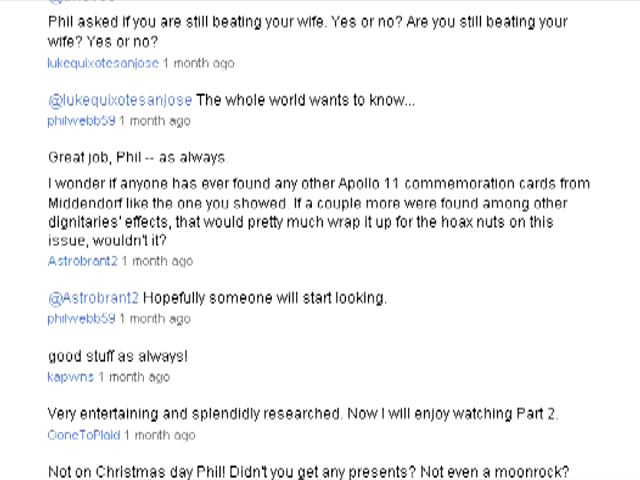 Phil asked if you are still beating your wife. Yes or no? Are you still beating your
wife? Yes or no?
lukequixotesanjose 1 month ago
@lukequixotesanjose The whole world wants to know...
philwebb59 1 month ago
Great job, Phil -- as always.
I wonder if anyone has ever found any other Apollo 11 commemoration cards from
Middendorf like the one you showed. If a couple more were found among other
dignitaries' effects, that would pretty much wrap it up for the hoax nuts on this
issue, wouldn't it?
Astrobrant2 1 month ago
@Astrobrant2 Hopefully someone will start looking.
philwebb59 1 month ago
good stuff as always!
kapwns 1 month ago
Very entertaining and splendidly researched. Now I will enjoy watching Part 2.
GoneToPlaid 1 month ago
Not on Christmas day Phil! Didn't you get any presents? Not even a moonrock?